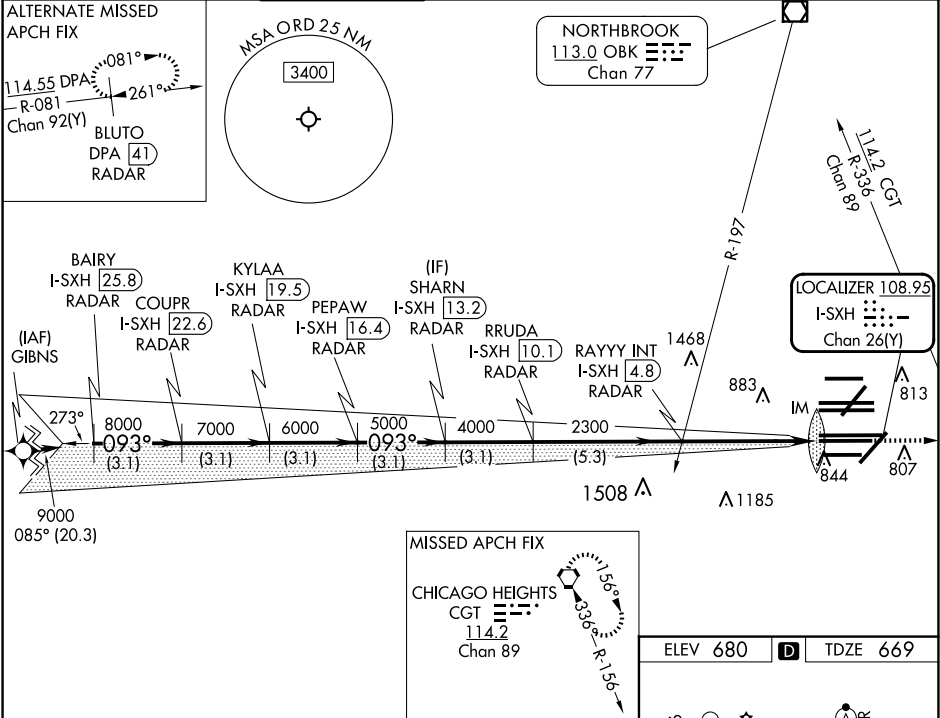 ALTERNATE MISSED
APCH FIX
081°
114.55 DPA
R-081
261°
Chan 92(Y)
BLUTO
DPA 41
RADAR
MSA ORD 25 NM
3400
NORTHBROOK
113.0 OBK
Chan 77
114.2 CGT
R-336
Chan 89
R-197
BAIRY
I-SXH 25.8
RADAR
COUPR
I-SXH 22.6
RADAR
KYLAA
I-SXH 19.5
RADAR
PEPAW
I-SXH 16.4
RADAR
(IF)
SHARN
I-SXH 13.2
RADAR
RRUDA
I-SXH 10.1
RADAR
RAYYY INT
I-SXH 4.8
RADAR
LOCALIZER 108.95
I-SXH
Chan 26(Y)
(IAF)
GIBNS
1468
883
813
IM
273°
8000
093°
(3.1)
7000
(3.1)
6000
(3.1)
5000
093°
(3.1)
4000
(3.1)
2300
(5.3)
844
807
1508
1185
9000
085° (20.3)
MISSED APCH FIX
CHICAGO HEIGHTS
CGT
114.2
Chan 89
156°
336°
R-156
ELEV 680
D
TDZE 669